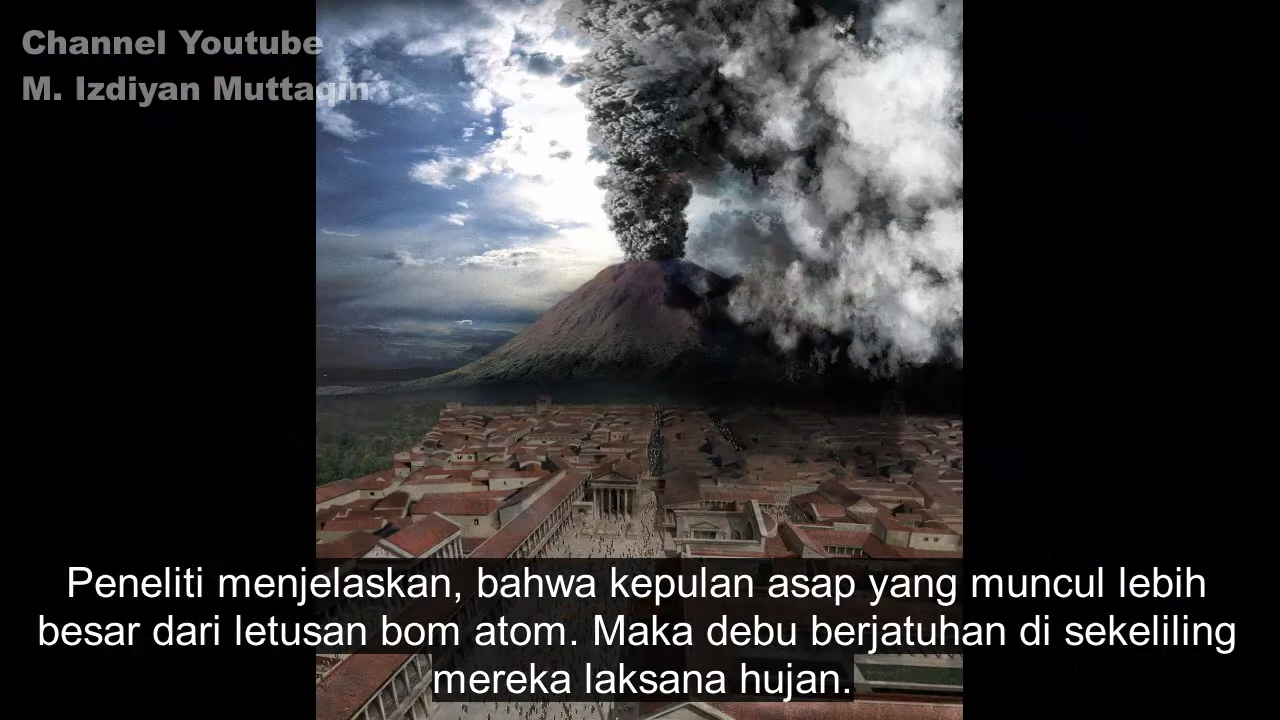 Channel Youtube
M. Izdiyan Muttaqin
Peneliti menjelaskan, bahwa kepulan asap yang muncul lebih
besar dari letusan bom atom. Maka debu berjatuhan di sekeliling
mereka laksana hujan.